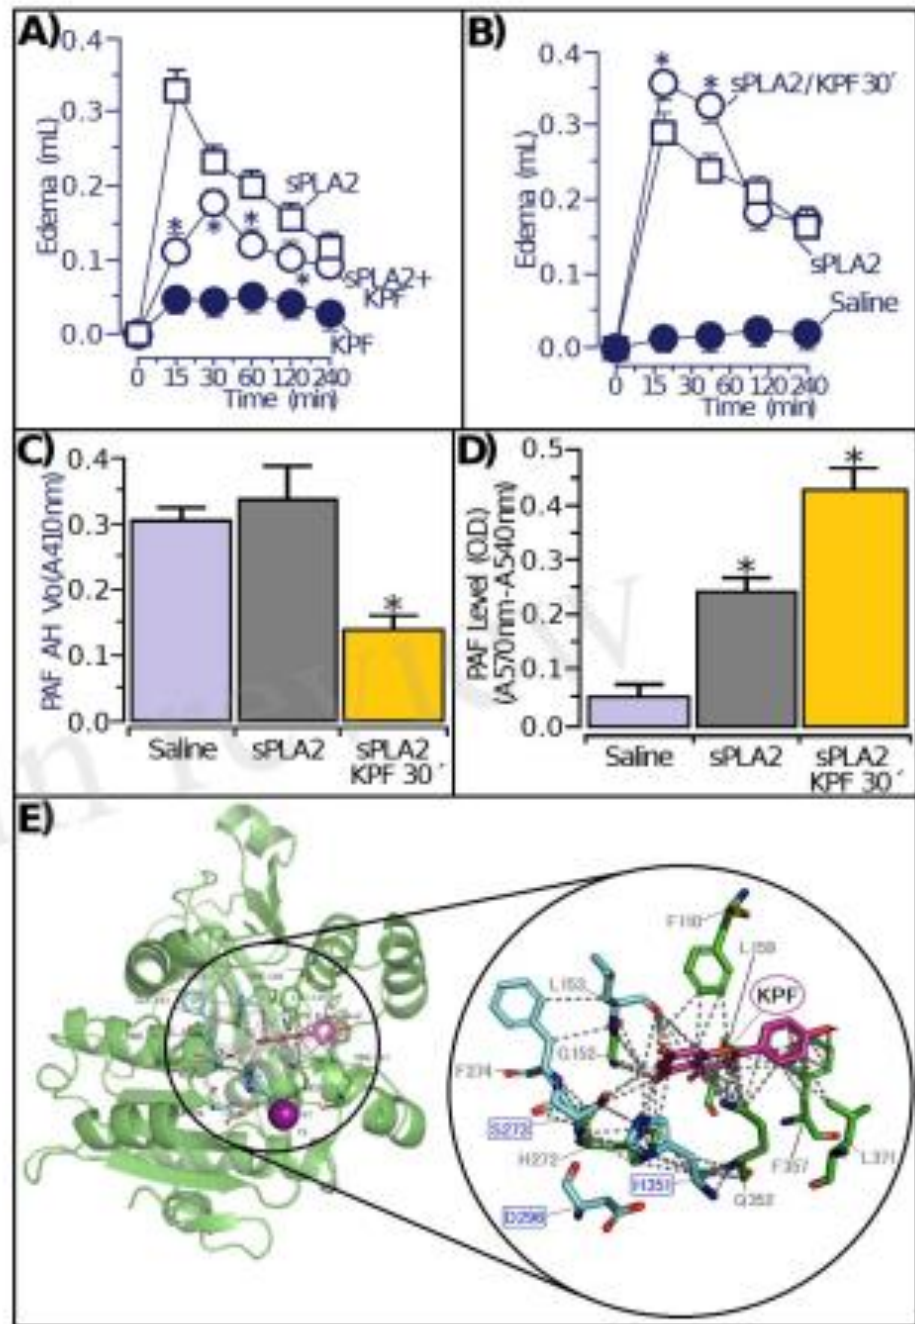 A)
0.4
0.3
0.2
0.1
0.0
Edema (mL)
sPLA2
sPLA2+
KPF
KPF
0 15 30 60 120 240
Time (min)
B)
0.4
0.3
0.2
0.1
0.0
Edema (mL)
sPLA2/KPF30´
sPLA2
Saline
0 15 30 60 120 240
Time (min)
C)
0.4
0.3
0.2
0.1
0.0
PAF AH Vo(A410nm)
*
Saline
sPLA2
sPLA2
KPF 30´
D)
0.5
0.4
0.3
0.2
0.1
0.0
PAF Level (O.D.)
(A570nm-A540nm)
*
*
Saline
sPLA2
sPLA2
KPF 30´
E)
F110
L159
L153
KPF
G152
F274
S273
H272
H351
D296
Q352
F357
L371
in review